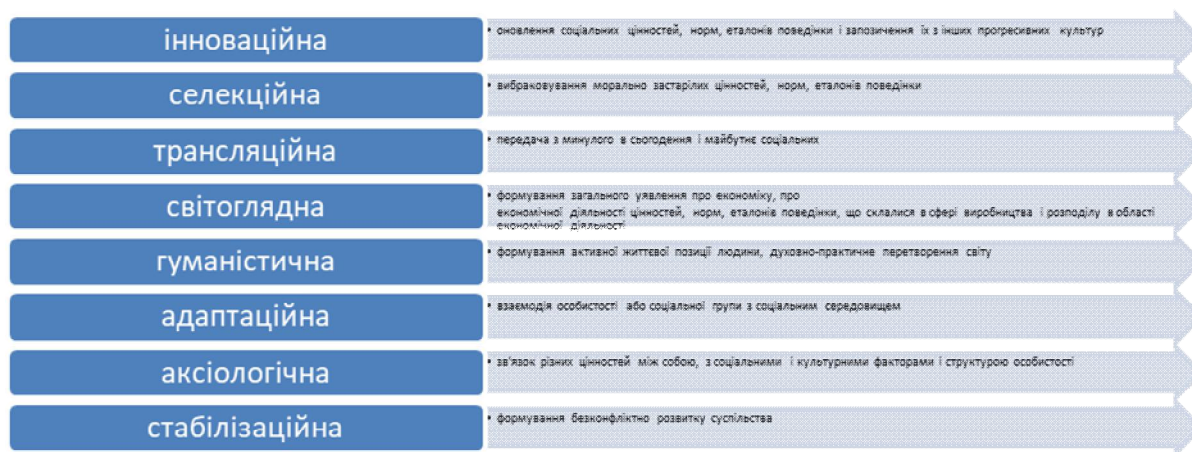 інноваційна
• оновлення соціальних цінностей, норм, еталонів поведінки і запозичення їх з інших прогресивних культур
селекційна
• вибраковування морально застарілих цінностей, норм, еталонів поведінки
трансляційна
• передача з минулого в сьогодення і майбутнє соціальних
світоглядна
• формування загального уявлення про економіку, про
економічної діяльності цінностей, норм, еталонів поведінки, що склалися в сфері виробництва і розподілу в області
економічної діяльності
гуманістична
• формування активної життєвої позиції людини, духовно-практичне перетворення світу
адаптаційна
• взаємодія особистості або соціальної групи з соціальним середовищем
аксіологічна
• зв'язок різних цінностей між собою, з соціальними і культурними факторами і структурою особистості
стабілізаційна
• формування безконфліктно розвитку суспільства